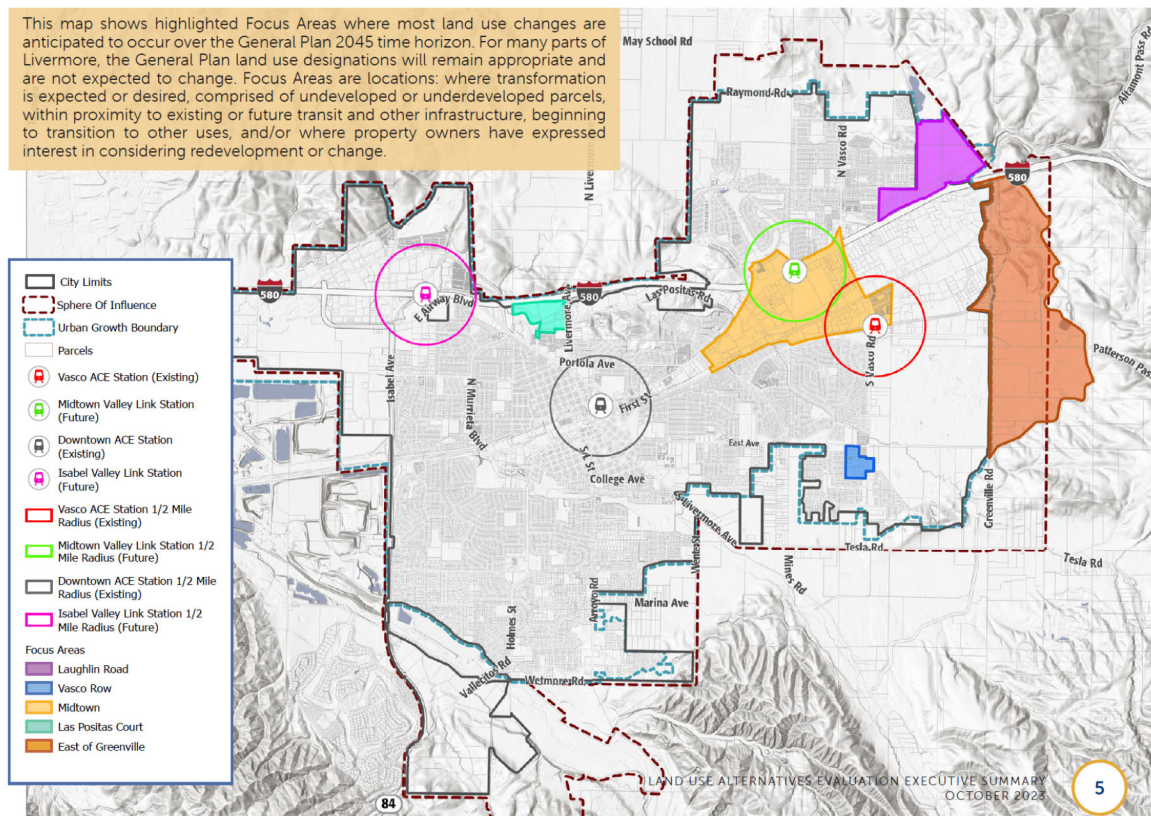 This map shows highlighted Focus Areas where most land use changes are
anticipated to occur over the General Plan 2045 time horizon. For many parts of
Livermore, the General Plan land use designations will remain appropriate and
are not expected to change. Focus Areas are locations: where transformation
is expected or desired, comprised of undeveloped or underdeveloped parcels,
within proximity to existing or future transit and other infrastructure, beginning
to transition to other uses, and/or where property owners have expressed
interest in considering redevelopment or change.
May School Rd
Altamont Pass Rd
Raymond Rd
N Vasco Rd
N Livermore
580
580
580
E Airway Blvd
Las Positas Rd
Livermore Ave
Portola Ave
Isabel Ave
N Murrieta Blvd
First St
S Vasco Rd
Patterson Pass
East Ave
S L St
College Ave
S Livermore Ave
Greenville Rd
Wente St
Tesla Rd
Tesla Rd
Mines Rd
Arroyo Rd
Marina Ave
Holmes St
Vallecitos Rd
Wetmore Rd
84
City Limits
Sphere Of Influence
Urban Growth Boundary
Parcels
Vasco ACE Station (Existing)
Midtown Valley Link Station
(Future)
Downtown ACE Station
(Existing)
Isabel Valley Link Station
(Future)
Vasco ACE Station 1/2 Mile
Radius (Existing)
Midtown Valley Link Station 1/2
Mile Radius (Future)
Downtown ACE Station 1/2 Mile
Radius (Existing)
Isabel Valley Link Station 1/2
Mile Radius (Future)
Focus Areas
Laughlin Road
Vasco Row
Midtown
Las Positas Court
East of Greenville
LAND USE ALTERNATIVES EVALUATION EXECUTIVE SUMMARY
OCTOBER 2023
5